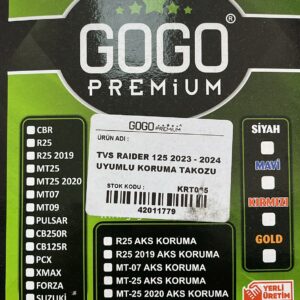 GOGO®
PREMiUM
CBR
R25
R25 2019
MT25
MT25 2020
MT07
MT09
PULSAR
CB250R
CB125R
PCX
XMAX
FORZA
SUZUKİ
GOGO PREMiUM
ÜRÜN ADI :
TVS RAIDER 125 2023 - 2024
UYUMLU KORUMA TAKOZU
STOK KODU :
42011779
SİYAH
MAVİ
KIRMIZI
GOLD
R25 AKS KORUMA
R25 2019 AKS KORUMA
MT-07 AKS KORUMA
MT-25 AKS KORUMA
MT-25 2020 AKS KORUMA
YERLİ
ÜRETİM